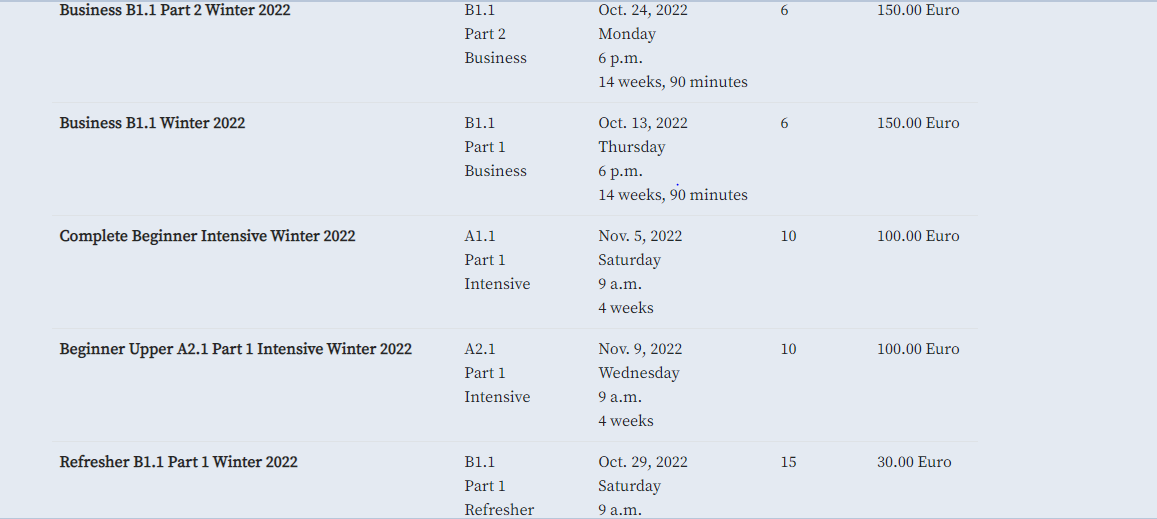 Business B1.1 Part 2 Winter 2022 B1.1 Oct. 24, 2022 6 150.00 Euro
Part 2 Monday
Business 6 p.m.
14 weeks, 90 minutes
Business B1.1 Winter 2022 B1.1 Oct. 13, 2022 6 150.00 Euro
Part 1 Thursday
Business 6 p.m.
14 weeks, 90 minutes
Complete Beginner Intensive Winter 2022 A1.1 Nov. 5, 2022 10 100.00 Euro
Part 1 Saturday
Intensive 9 a.m.
4 weeks
Beginner Upper A2.1 Part 1 Intensive Winter 2022 A2.1 Nov. 9, 2022 10 100.00 Euro
Part 1 Wednesday
Intensive 9 a.m.
4 weeks
Refresher B1.1 Part 1 Winter 2022 B1.1 Oct. 29, 2022 15 30.00 Euro
Part 1 Saturday
Refresher 9 a.m.